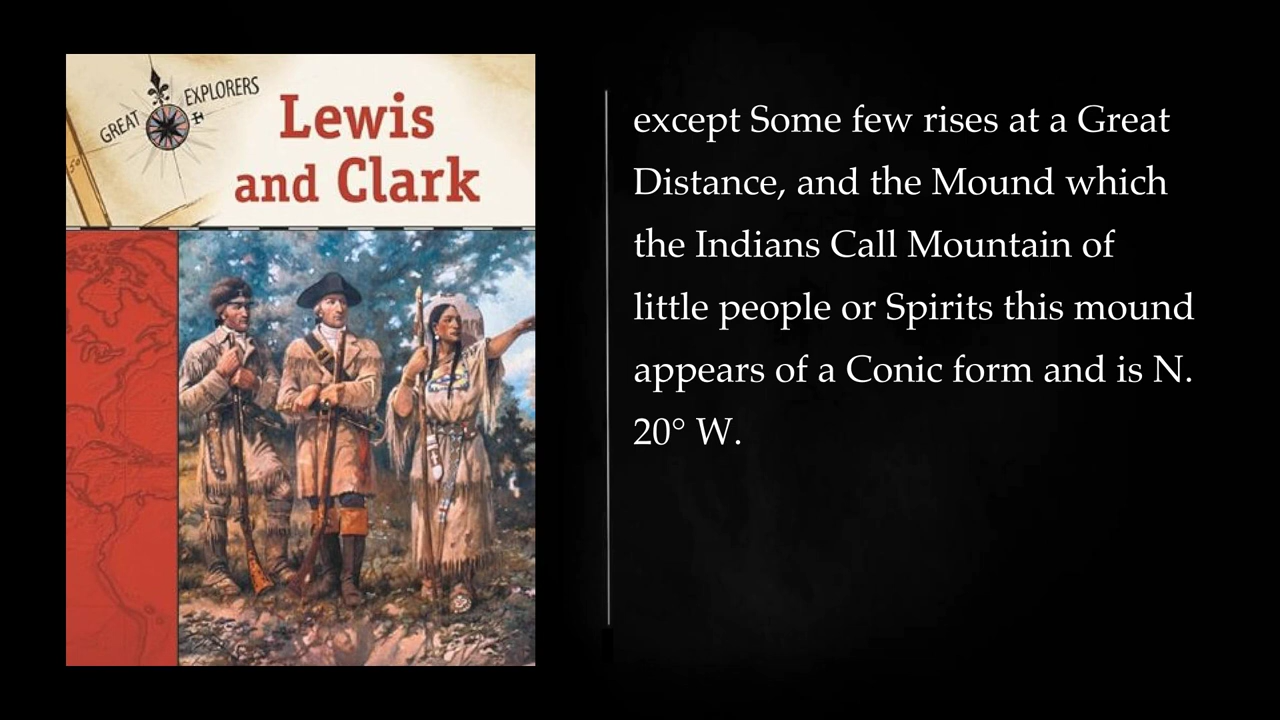 GREAT EXPLORERS
Lewis
and Clark
50
except Some few rises at a Great
Distance, and the Mound which
the Indians Call Mountain of
little people or Spirits this mound
appears of a Conic form and is N.
20° W.